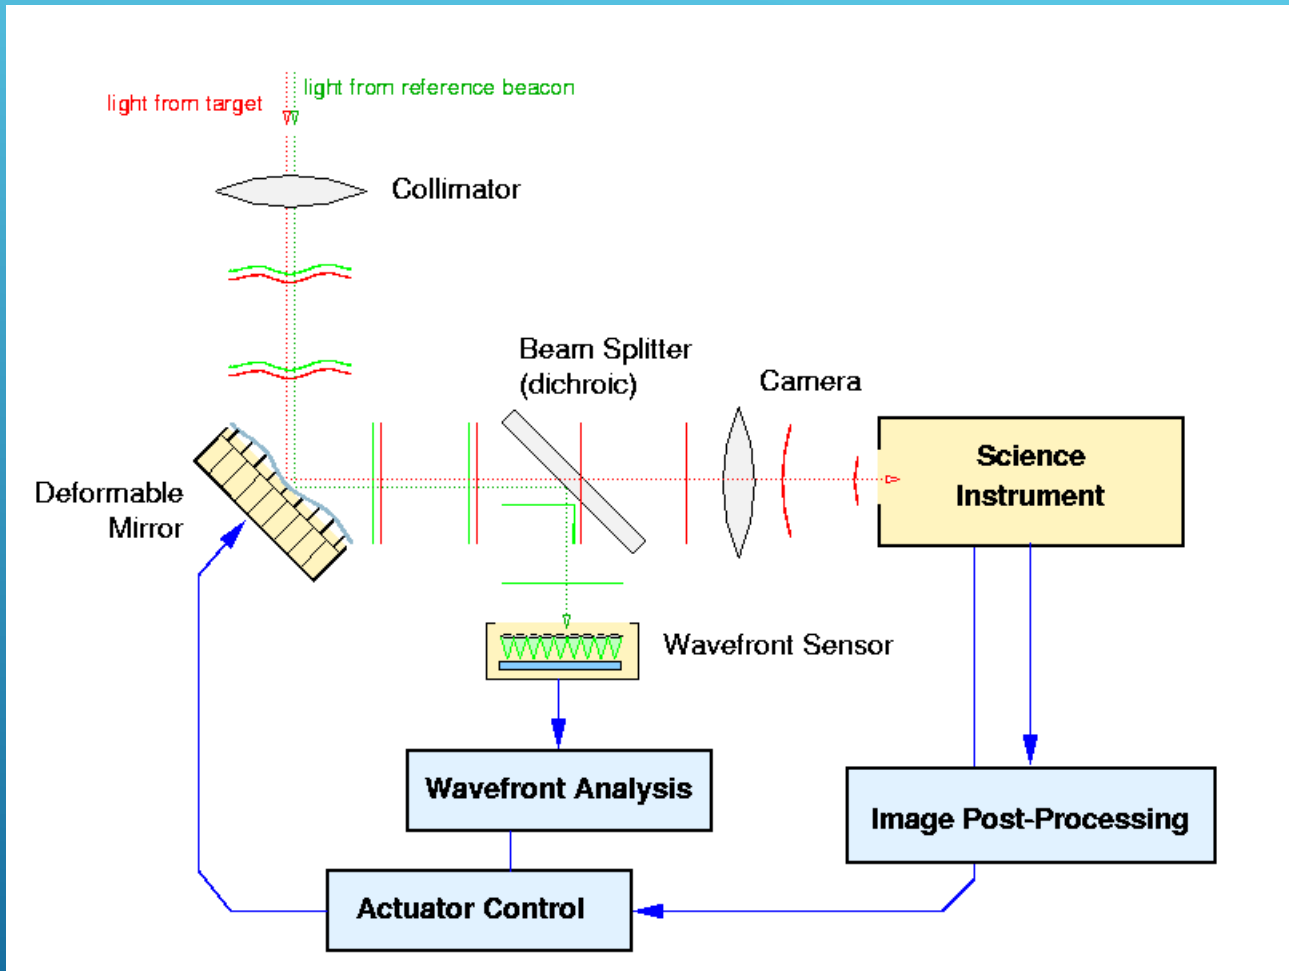 light from target
light from reference beacon
Collimator
Beam Splitter
(dichroic)
Camera
Deformable
Mirror
Science
Instrument
Wavefront Sensor
Wavefront Analysis
Image Post-Processing
Actuator Control